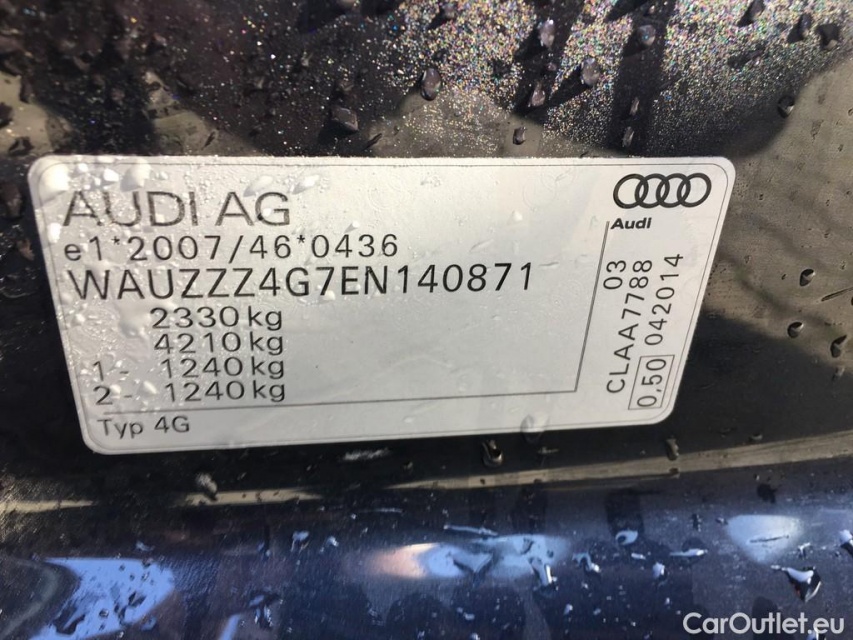 AUDI AG
e1*2007/46*0436
WAUZZZ4G7EN140871
2330 kg
4210 kg
1 - 1240 kg
2 - 1240 kg
Typ 4G
Audi
CLAA7788 03
0,50 042014
CarOutlet.eu